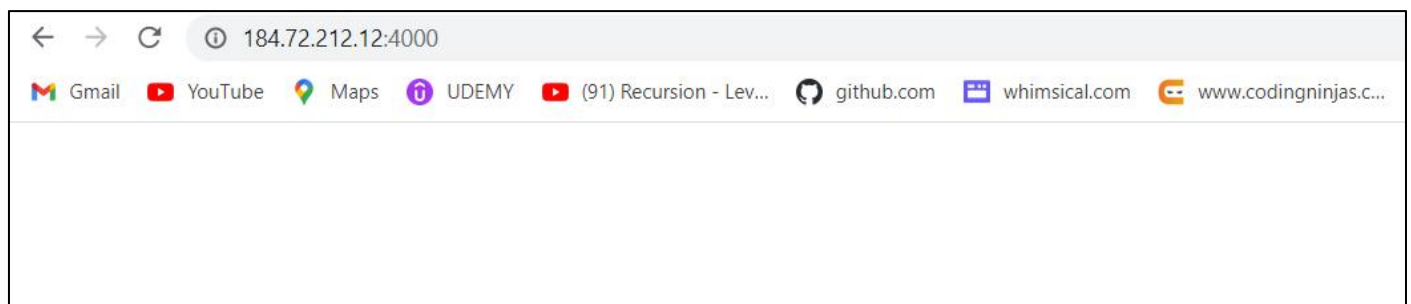 184.72.212.12:4000
Gmail YouTube Maps UDEMY (91) Recursion - Lev... github.com whimsical.com www.codingninjas.c...